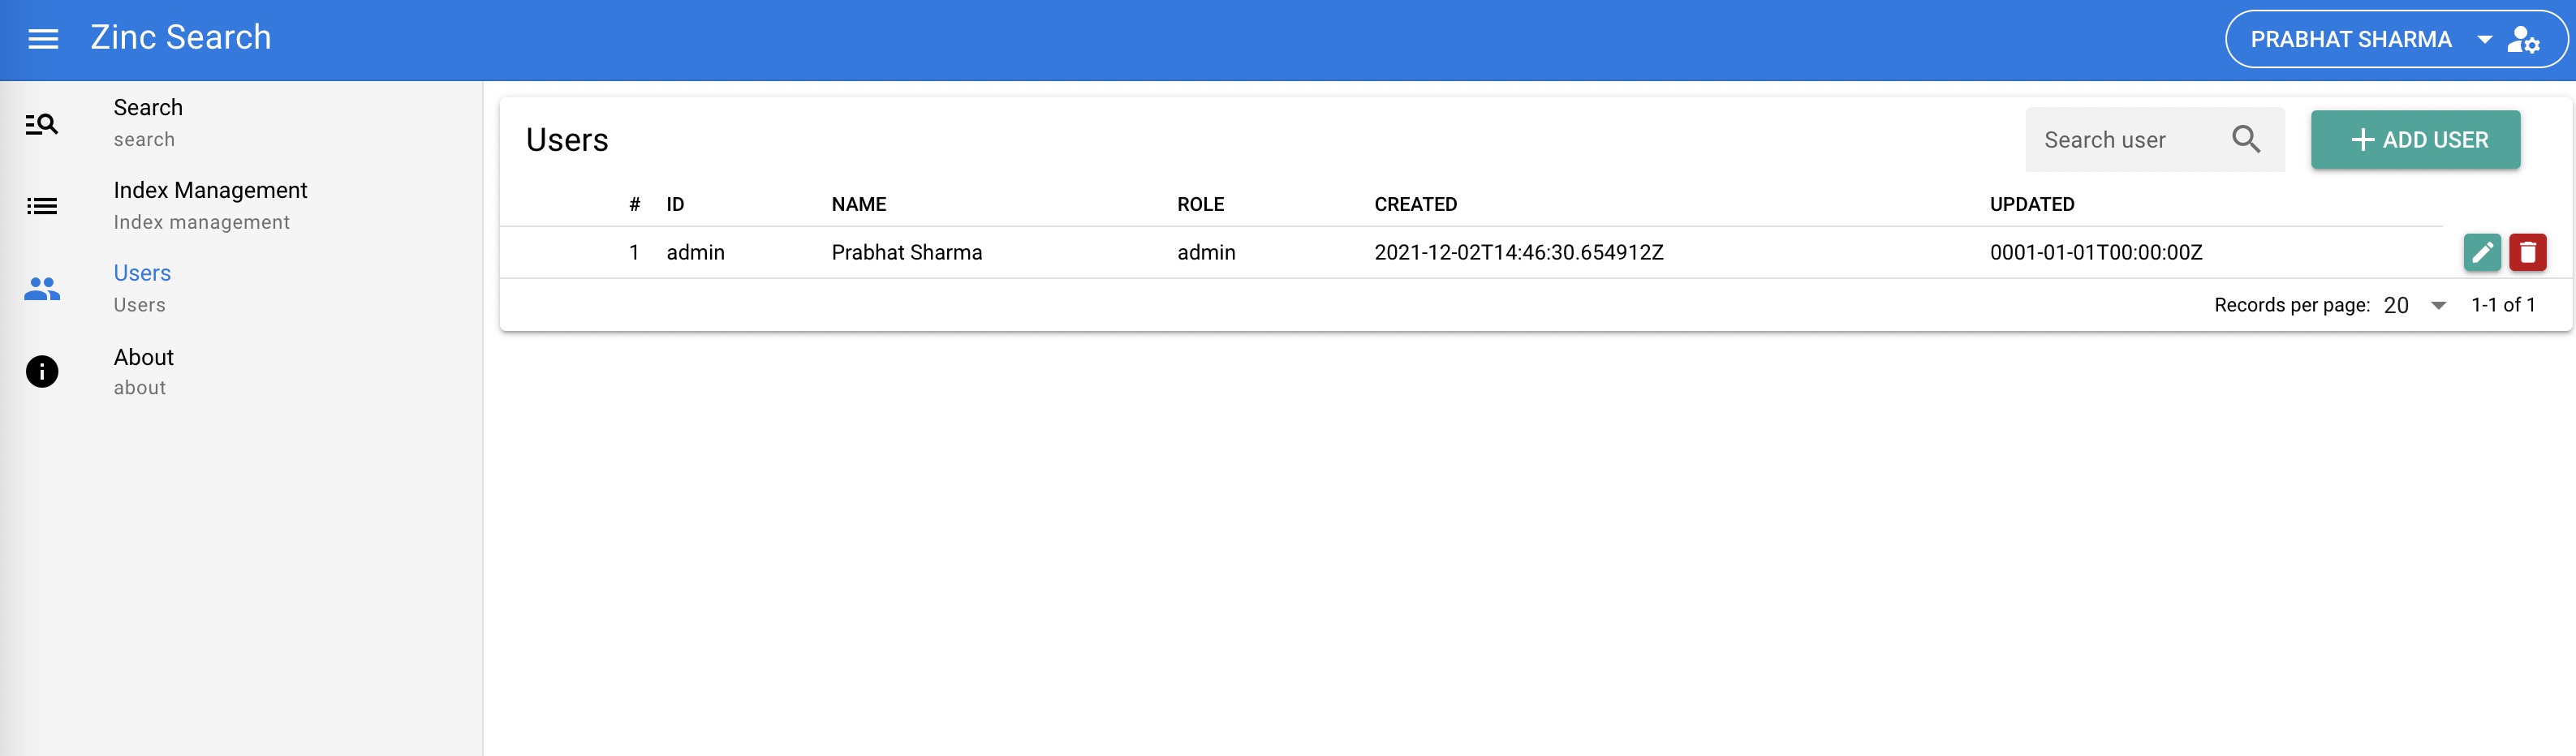 Zinc Search
PRABHAT SHARMA
Search
search
Index Management
Index management
Users
Users
About
about
Users
Search user
ADD USER
# ID NAME ROLE CREATED UPDATED
1 admin Prabhat Sharma admin 2021-12-02T14:46:30.654912Z 0001-01-01T00:00:00Z
Records per page: 20 1-1 of 1